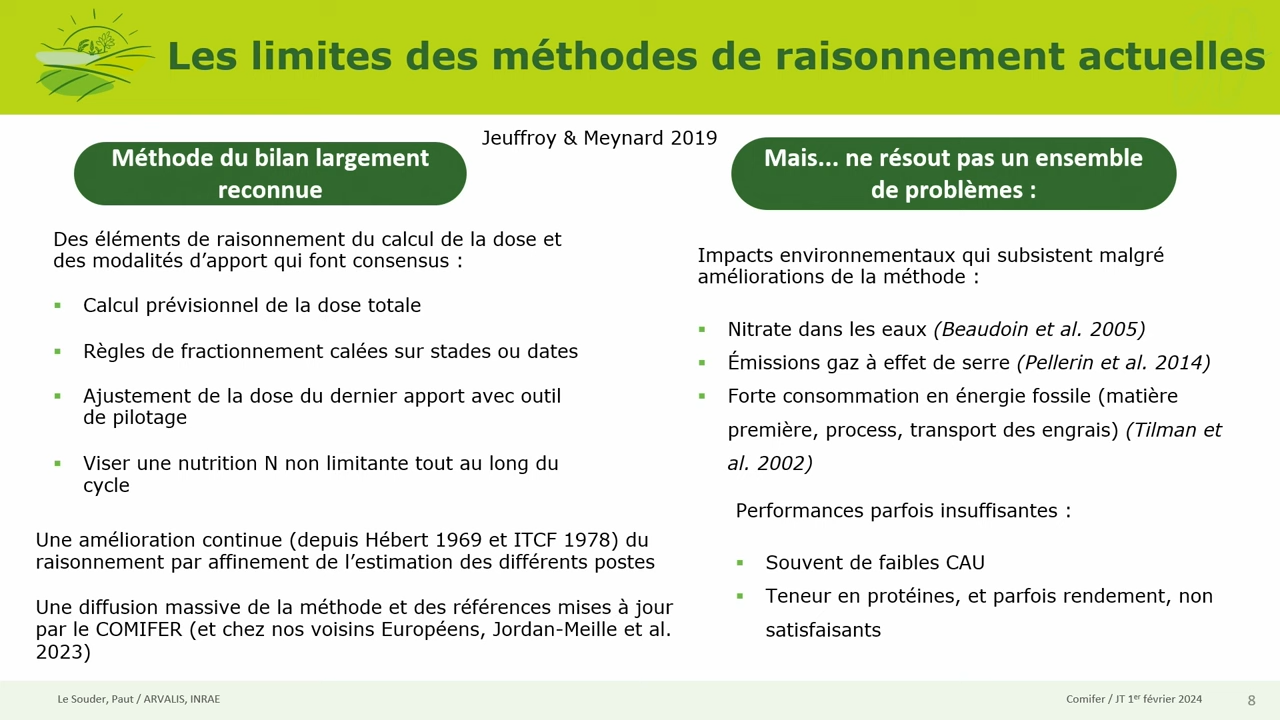 Les limites des méthodes de raisonnement actuelles
Jeuffroy & Meynard 2019
Méthode du bilan largement
reconnue
Des éléments de raisonnement du calcul de la dose et
des modalités d’apport qui font consensus :
▪ Calcul prévisionnel de la dose totale
▪ Règles de fractionnement calées sur stades ou dates
▪ Ajustement de la dose du dernier apport avec outil
de pilotage
▪ Viser une nutrition N non limitante tout au long du
cycle
Une amélioration continue (depuis Hébert 1969 et ITCF 1978) du
raisonnement par affinement de l’estimation des différents postes
Une diffusion massive de la méthode et des références mises à jour
par le COMIFER (et chez nos voisins Européens, Jordan-Meille et al.
2023)
Mais... ne résout pas un ensemble
de problèmes :
Impacts environnementaux qui subsistent malgré
améliorations de la méthode :
▪ Nitrate dans les eaux (Beaudoin et al. 2005)
▪ Émissions gaz à effet de serre (Pellerin et al. 2014)
▪ Forte consommation en énergie fossile (matière
première, process, transport des engrais) (Tilman et
al. 2002)
Performances parfois insuffisantes :
▪ Souvent de faibles CAU
▪ Teneur en protéines, et parfois rendement, non
satisfaisants
Le Souder, Paut / ARVALIS, INRAE
Comifer / JT 1er février 2024
8